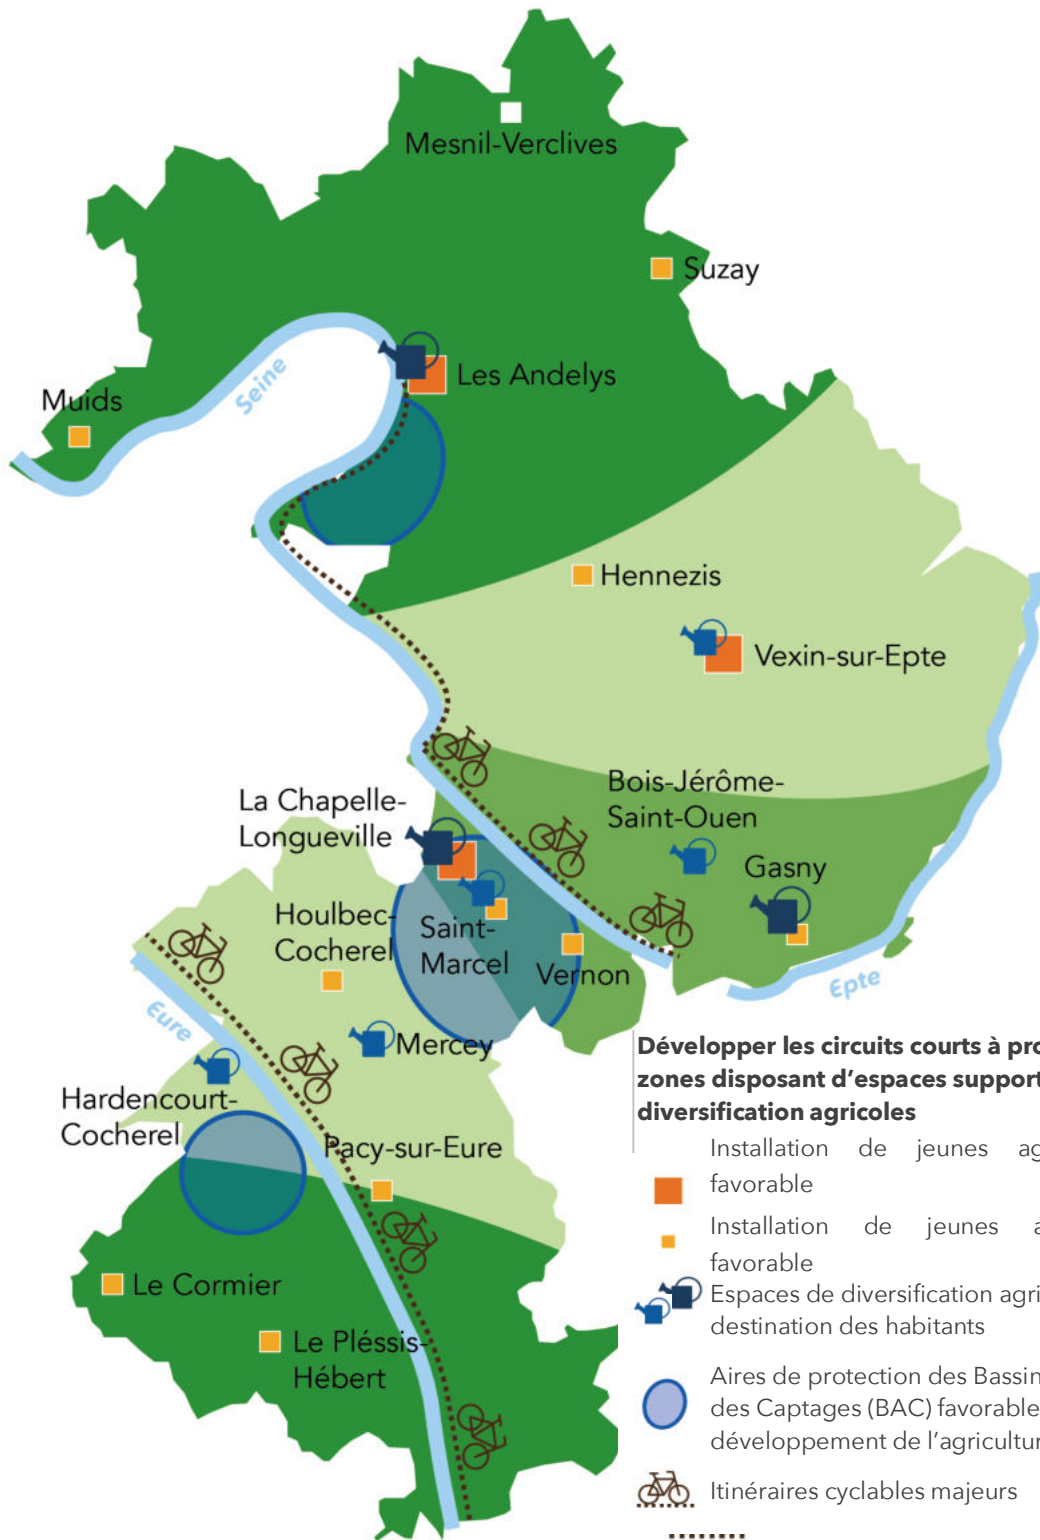 Mesnil-Verclives
Suzay
Les Andelys
Seine
Muids
Hennezis
Vexin-sur-Epte
Bois-Jérôme-
Saint-Ouen
La Chapelle-
Longueville
Gasny
Houlbec-
Cocherel
Saint-
Marcel
Vernon
Epte
Eure
Mercey
Hardencourt-
Cocherel
Pacy-sur-Eure
Le Cormier
Le Pléssis-
Hébert
Développer les circuits courts à pro
zones disposant d'espaces support
diversification agricoles
Installation de jeunes ag
favorable
Installation de jeunes a
favorable
Espaces de diversification agri
destination des habitants
Aires de protection des Bassin
des Captages (BAC) favorable
développement de l'agricultur
Itinéraires cyclables majeurs